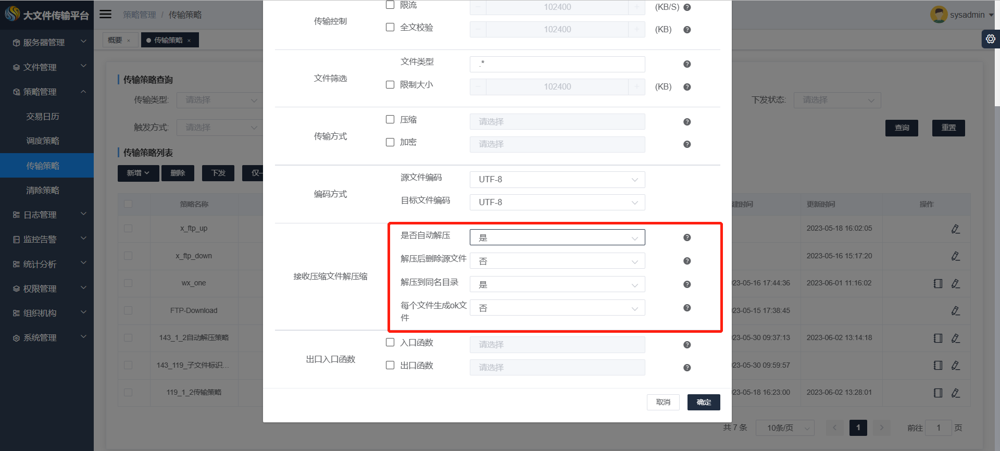 大文件传输平台
策略管理 / 传输策略
sysadmin
概要 ×
传输策略 ×
服务器管理
文件管理
策略管理
交易日历
调度策略
传输策略
清除策略
日志管理
监控告警
统计分析
权限管理
组织机构
系统管理
传输策略查询
传输类型: 请选择
下发状态: 请选择
触发方式: 请选择
查询
重置
传输策略列表
新增
删除
下发
仅一
策略名称
建时间
更新时间
操作
x_ftp_up
2023-05-18 16:02:05
x_ftp_down
2023-05-16 15:17:20
wx_one
23-05-16 17:44:36
2023-06-01 11:16:02
FTP-Download
23-05-15 17:38:45
143_1_2自动解压策略
23-05-30 09:37:13
2023-06-02 13:14:18
143_119_子文件标识...
23-05-30 09:59:57
119_1_2传输策略
23-05-18 16:23:00
2023-06-02 13:28:01
共 7 条
10条/页
1
前往 1 页
传输控制
限流
102400
(KB/S)
全文校验
102400
(KB)
文件筛选
文件类型
.*
限制大小
102400
(KB)
传输方式
压缩
请选择
加密
请选择
编码方式
源文件编码
UTF-8
目标文件编码
UTF-8
接收压缩文件解压缩
是否自动解压
是
解压后删除源文件
否
解压到同名目录
是
每个文件生成ok文
件
否
出口入口函数
入口函数
请选择
出口函数
请选择
取消
确定